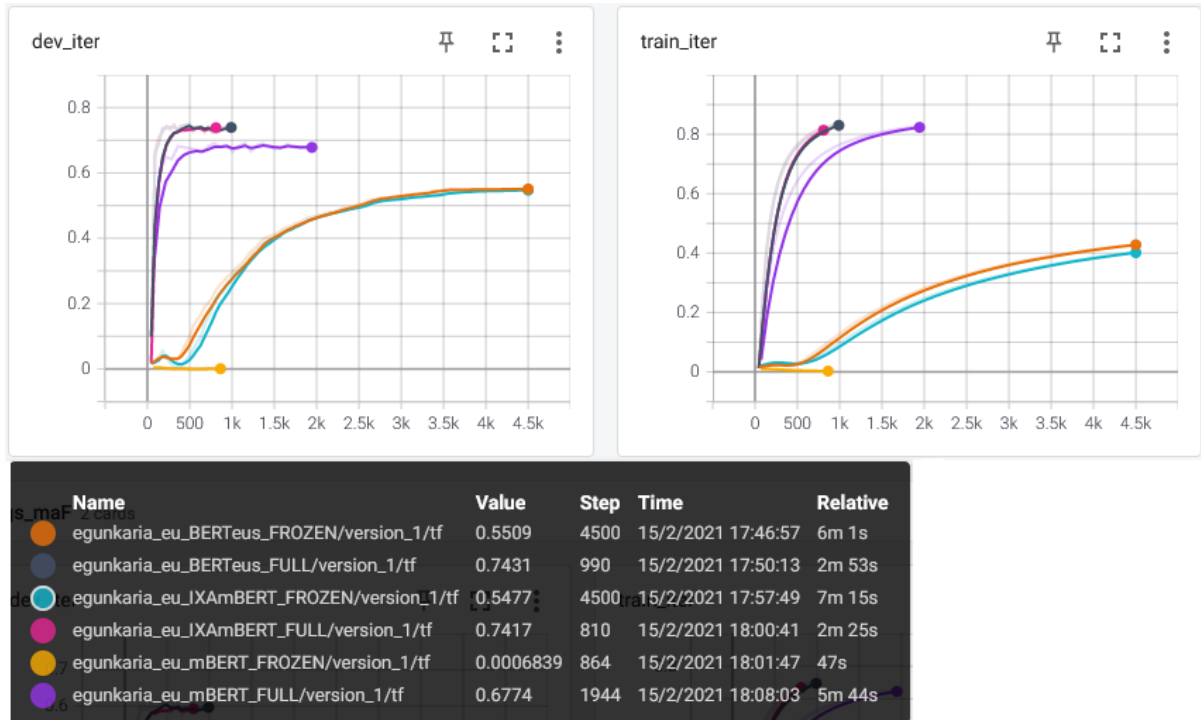 dev_iter
train_iter
0.8
0.6
0.4
0.2
0
0 500 1k 1.5k 2k 2.5k 3k 3.5k 4k 4.5k
0.8
0.6
0.4
0.2
0
0 500 1k 1.5k 2k 2.5k 3k 3.5k 4k 4.5k
Name Value Step Time Relative
gs_maF 2 cards
egunkaria_eu_BERTeus_FROZEN/version_1/tf 0.5509 4500 15/2/2021 17:46:57 6m 1s
egunkaria_eu_BERTeus_FULL/version_1/tf 0.7431 990 15/2/2021 17:50:13 2m 53s
egunkaria_eu_IXAmBERT_FROZEN/version_1/tf 0.5477 4500 15/2/2021 17:57:49 7m 15s
egunkaria_eu_IXAmBERT_FULL/version_1/tf 0.7417 810 15/2/2021 18:00:41 2m 25s
egunkaria_eu_mBERT_FROZEN/version_1/tf 0.0006839 864 15/2/2021 18:01:47 47s
egunkaria_eu_mBERT_FULL/version_1/tf 0.6774 1944 15/2/2021 18:08:03 5m 44s